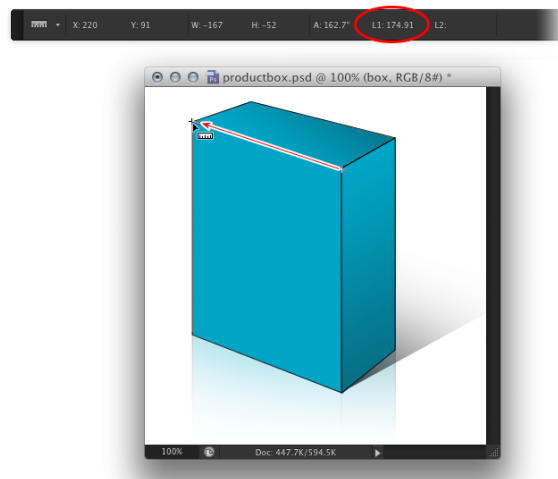 X: 220 Y: 91 W: -167 H: -52 A: 162.7° L1: 174.91 L2:
Ps productbox.psd @ 100% (box, RGB/8#) *
100% Doc: 447.7K/594.5K